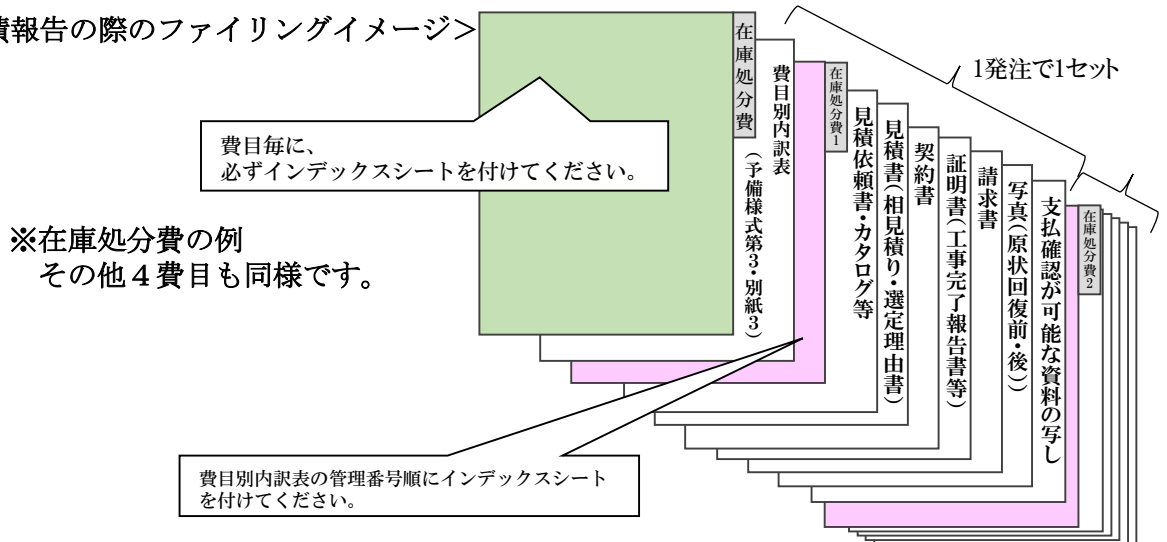 績報告の際のファイリングイメージ>
在庫処分費
費目別内訳表
(予備様式第3・別紙3)
在庫処分費1
見積依頼書・カタログ等
見積書(相見積り・選定理由書)
契約書
証明書(工事完了報告書等)
請求書
写真(原状回復前・後))
支払確認が可能な資料の写し
在庫処分費2
1発注で1セット
費目毎に、
必ずインデックスシートを付けてください。
※在庫処分費の例
その他4費目も同様です。
費目別内訳表の管理番号順にインデックスシート
を付けてください。